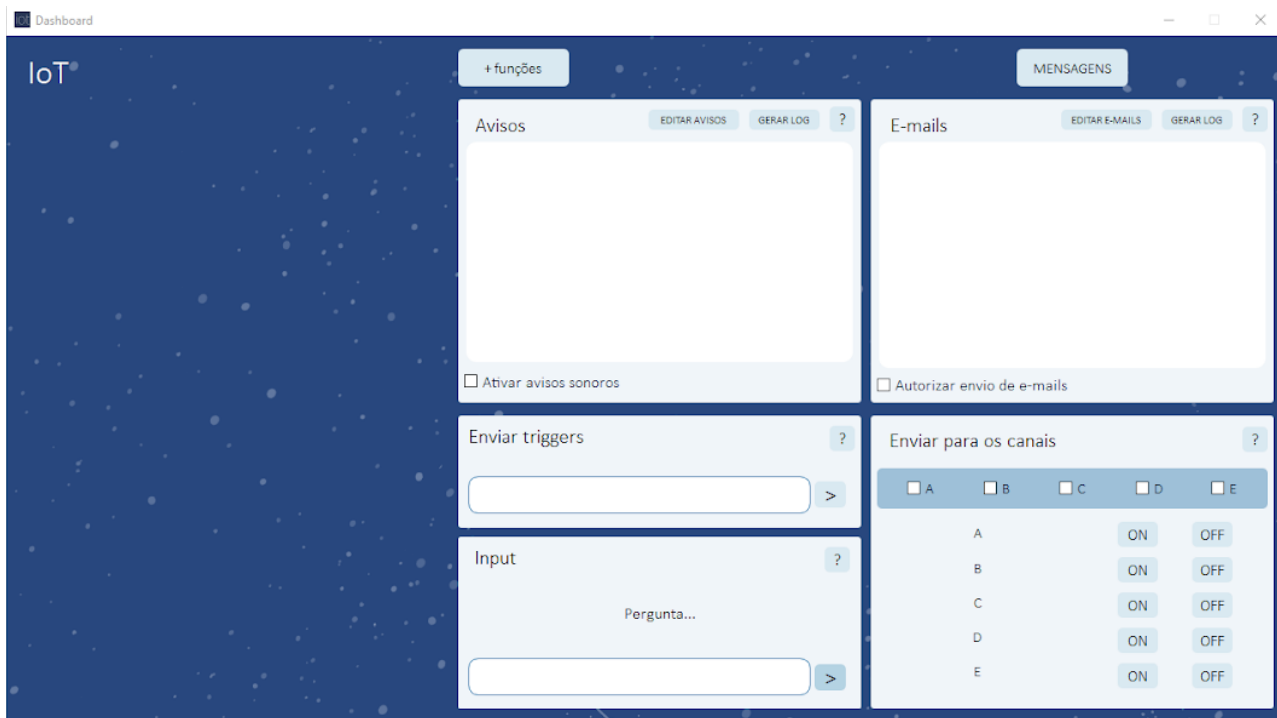 iot Dashboard
IoT
+ funções
MENSAGENS
Avisos
EDITAR AVISOS
GERAR LOG
?
Ativar avisos sonoros
E-mails
EDITAR E-MAILS
GERAR LOG
?
Autorizar envio de e-mails
Enviar triggers
?
>
Input
?
Pergunta...
>
Enviar para os canais
?
A B C D E
A ON OFF
B ON OFF
C ON OFF
D ON OFF
E ON OFF